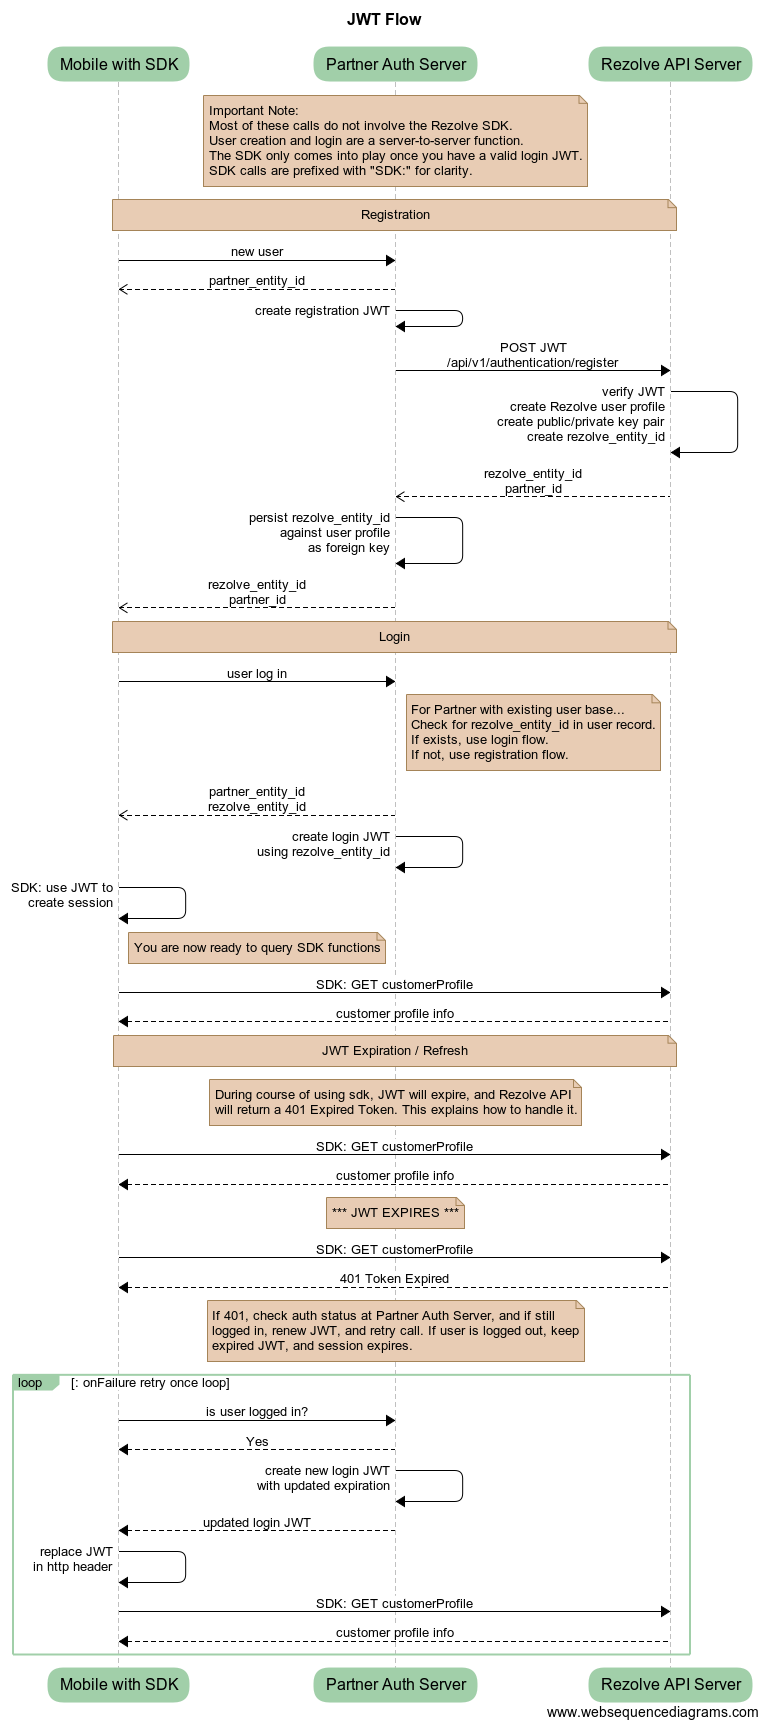 JWT Flow
Mobile with SDK
Partner Auth Server
Rezolve API Server
Important Note:
Most of these calls do not involve the Rezolve SDK.
User creation and login are a server-to-server function.
The SDK only comes into play once you have a valid login JWT.
SDK calls are prefixed with "SDK:" for clarity.
Registration
new user
partner_entity_id
create registration JWT
POST JWT
/api/v1/authentication/register
verify JWT
create Rezolve user profile
create public/private key pair
create rezolve_entity_id
rezolve_entity_id
partner_id
persist rezolve_entity_id
against user profile
as foreign key
rezolve_entity_id
partner_id
Login
user log in
For Partner with existing user base...
Check for rezolve_entity_id in user record.
If exists, use login flow.
If not, use registration flow.
partner_entity_id
rezolve_entity_id
create login JWT
using rezolve_entity_id
SDK: use JWT to
create session
You are now ready to query SDK functions
SDK: GET customerProfile
customer profile info
JWT Expiration / Refresh
During course of using sdk, JWT will expire, and Rezolve API
will return a 401 Expired Token. This explains how to handle it.
SDK: GET customerProfile
customer profile info
*** JWT EXPIRES ***
SDK: GET customerProfile
401 Token Expired
If 401, check auth status at Partner Auth Server, and if still
logged in, renew JWT, and retry call. If user is logged out, keep
expired JWT, and session expires.
loop [: onFailure retry once loop]
is user logged in?
Yes
create new login JWT
with updated expiration
updated login JWT
replace JWT
in http header
SDK: GET customerProfile
customer profile info
Mobile with SDK
Partner Auth Server
Rezolve API Server
www.websequencediagrams.com